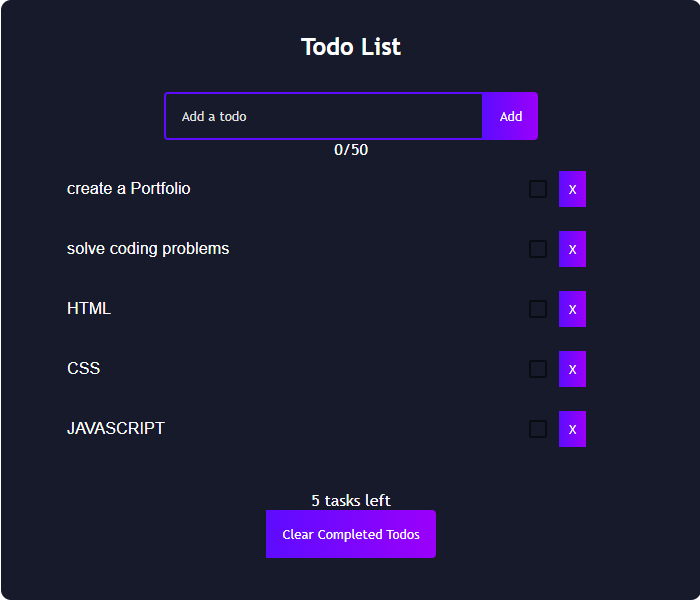 Todo List
Add a todo Add
0/50
create a Portfolio X
solve coding problems X
HTML X
CSS X
JAVASCRIPT X
5 tasks left
Clear Completed Todos